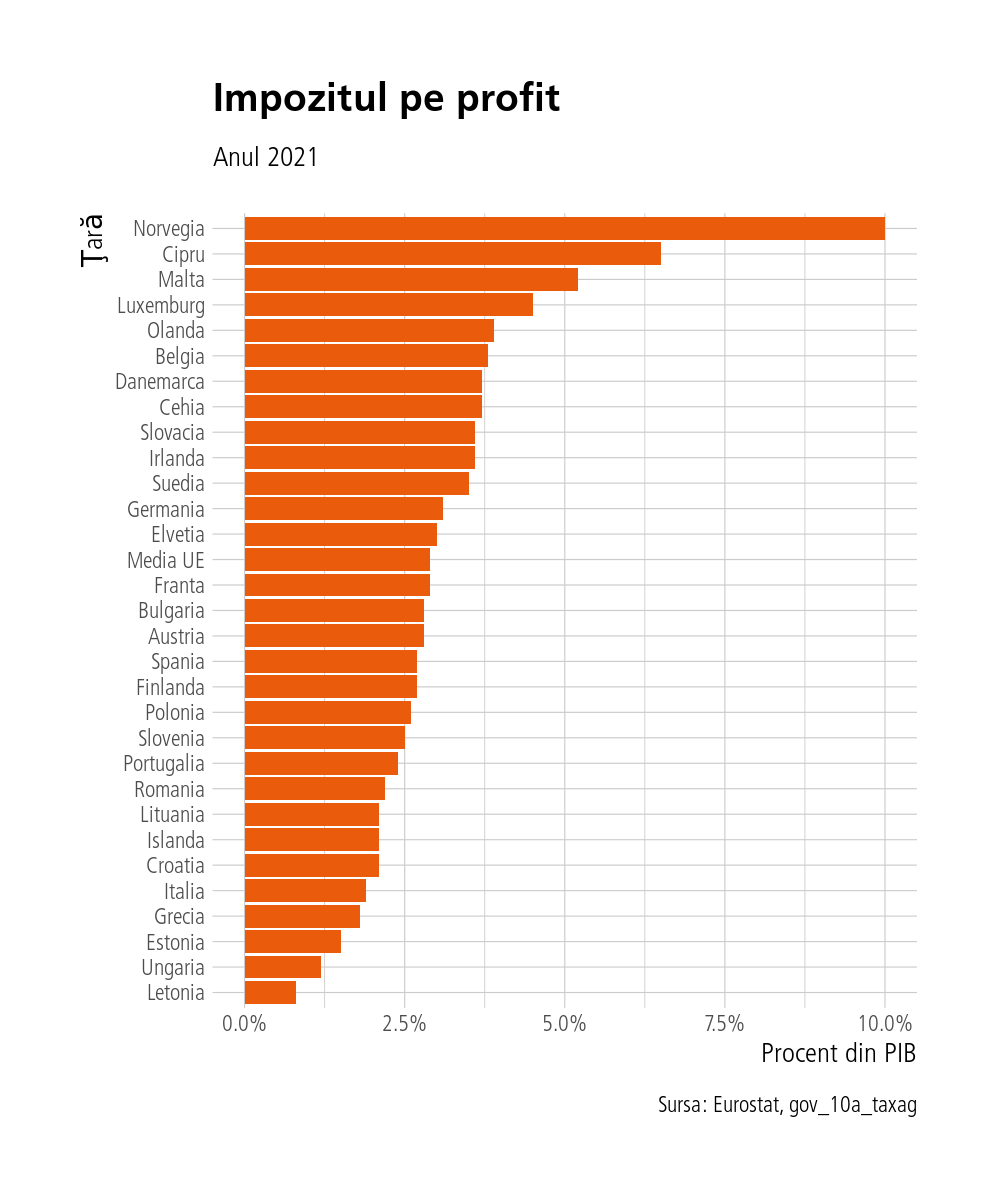 Impozitul pe profit
Anul 2021
Ţară
Norvegia
Cipru
Malta
Luxemburg
Olanda
Belgia
Danemarca
Cehia
Slovacia
Irlanda
Suedia
Germania
Elvetia
Media UE
Franta
Bulgaria
Austria
Spania
Finlanda
Polonia
Slovenia
Portugalia
Romania
Lituania
Islanda
Croatia
Italia
Grecia
Estonia
Ungaria
Letonia
0.0% 2.5% 5.0% 7.5% 10.0%
Procent din PIB
Sursa: Eurostat, gov_10a_taxag